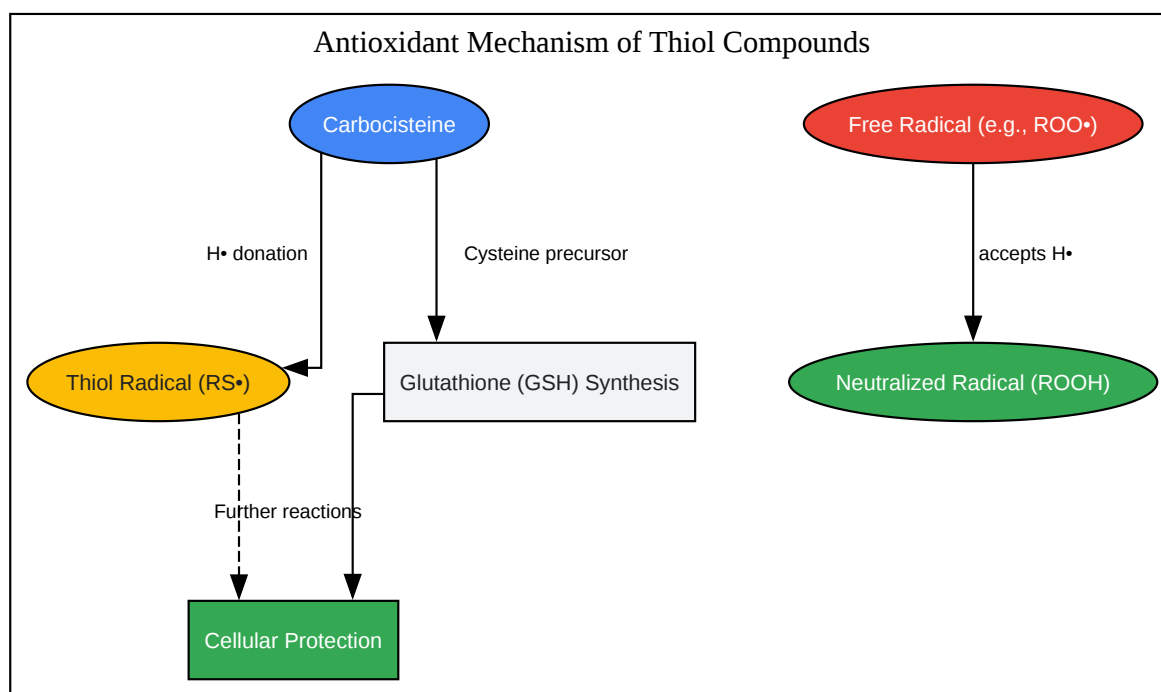 Antioxidant Mechanism of Thiol Compounds
Carbocisteine
Free Radical (e.g., ROO•)
H• donation
Cysteine precursor
accepts H•
Thiol Radical (RS•)
Glutathione (GSH) Synthesis
Neutralized Radical (ROOH)
Further reactions
Cellular Protection